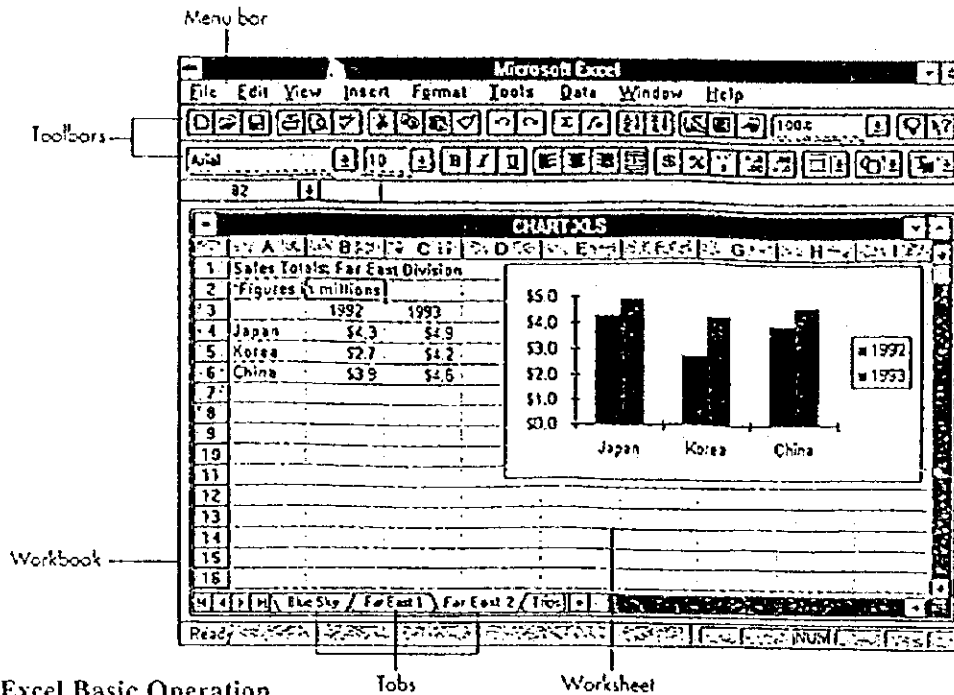 Menu bar
Microsoft Excel
File Edit View Insert Format Tools Data Window Help
Toolbars
100%
Arial 10 B I U $ %
B2
CHART.XLS
A B C D E F G H I
1 Sales Totals: Far East Division
2 *Figures in millions
3 1992 1993
4 Japan $4.3 $4.9
5 Korea $2.7 $4.2
6 China $3.9 $4.6
7
8
9
10
11
12
13
14
15
16
$5.0
$4.0
$3.0
$2.0
$1.0
$0.0
Japan Korea China
1992
1993
Workbook
Blue Sky Far East 1 Far East 2
Ready NUM
Tabs Worksheet
Excel Basic Operation